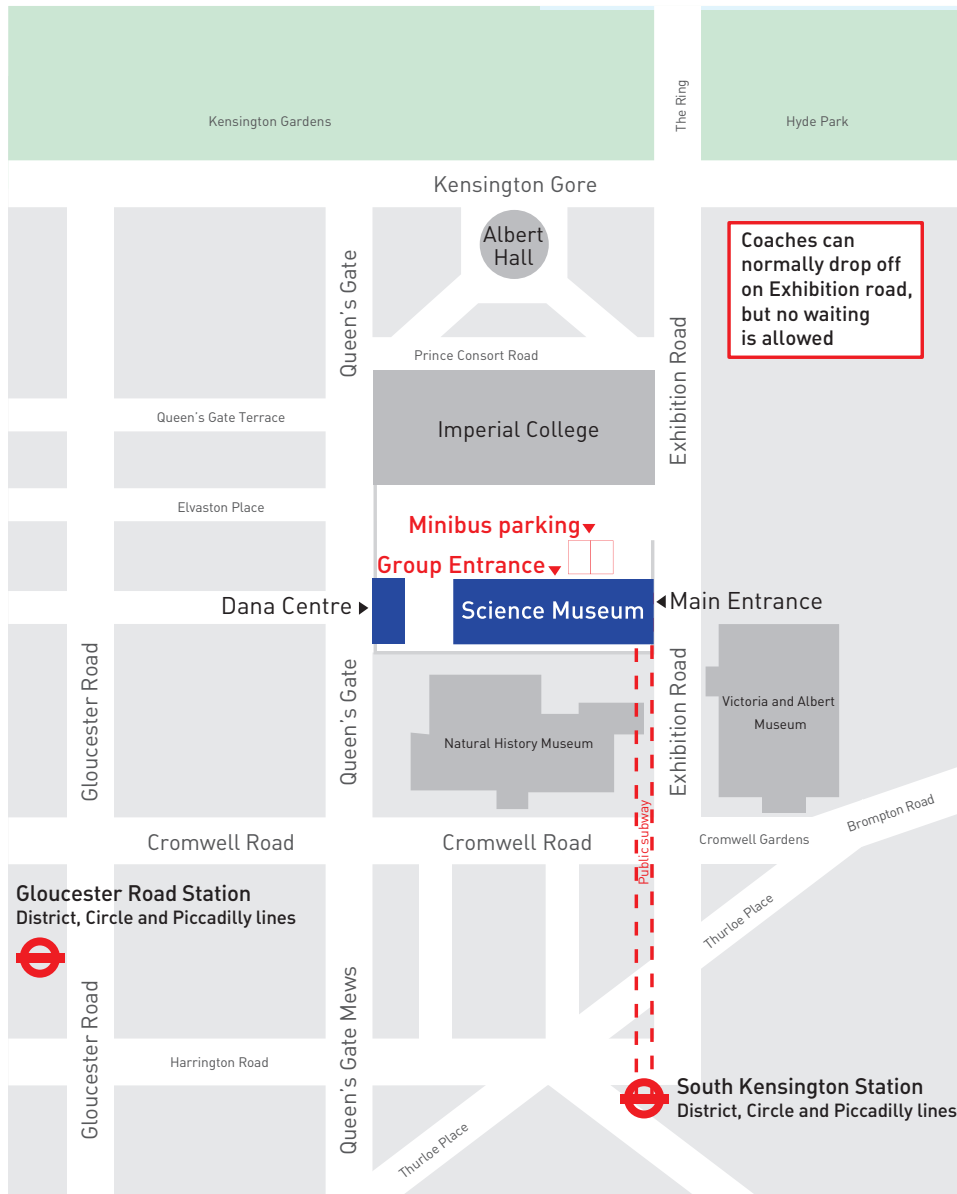 The Ring
Kensington Gardens
Hyde Park
Kensington Gore
Albert
Hall
Coaches can
normally drop off
on Exhibition road,
but no waiting
is allowed
Queen's Gate
Exhibition Road
Prince Consort Road
Queen's Gate Terrace
Imperial College
Elvaston Place
Minibus parking
Group Entrance
Dana Centre
Science Museum
Main Entrance
Gloucester Road
Queen's Gate
Exhibition Road
Victoria and Albert
Museum
Natural History Museum
Public subway
Brompton Road
Cromwell Road
Cromwell Road
Cromwell Gardens
Gloucester Road Station
District, Circle and Piccadilly lines
Thurloe Place
Gloucester Road
Queen's Gate Mews
Harrington Road
South Kensington Station
District, Circle and Piccadilly lines
Thurloe Place